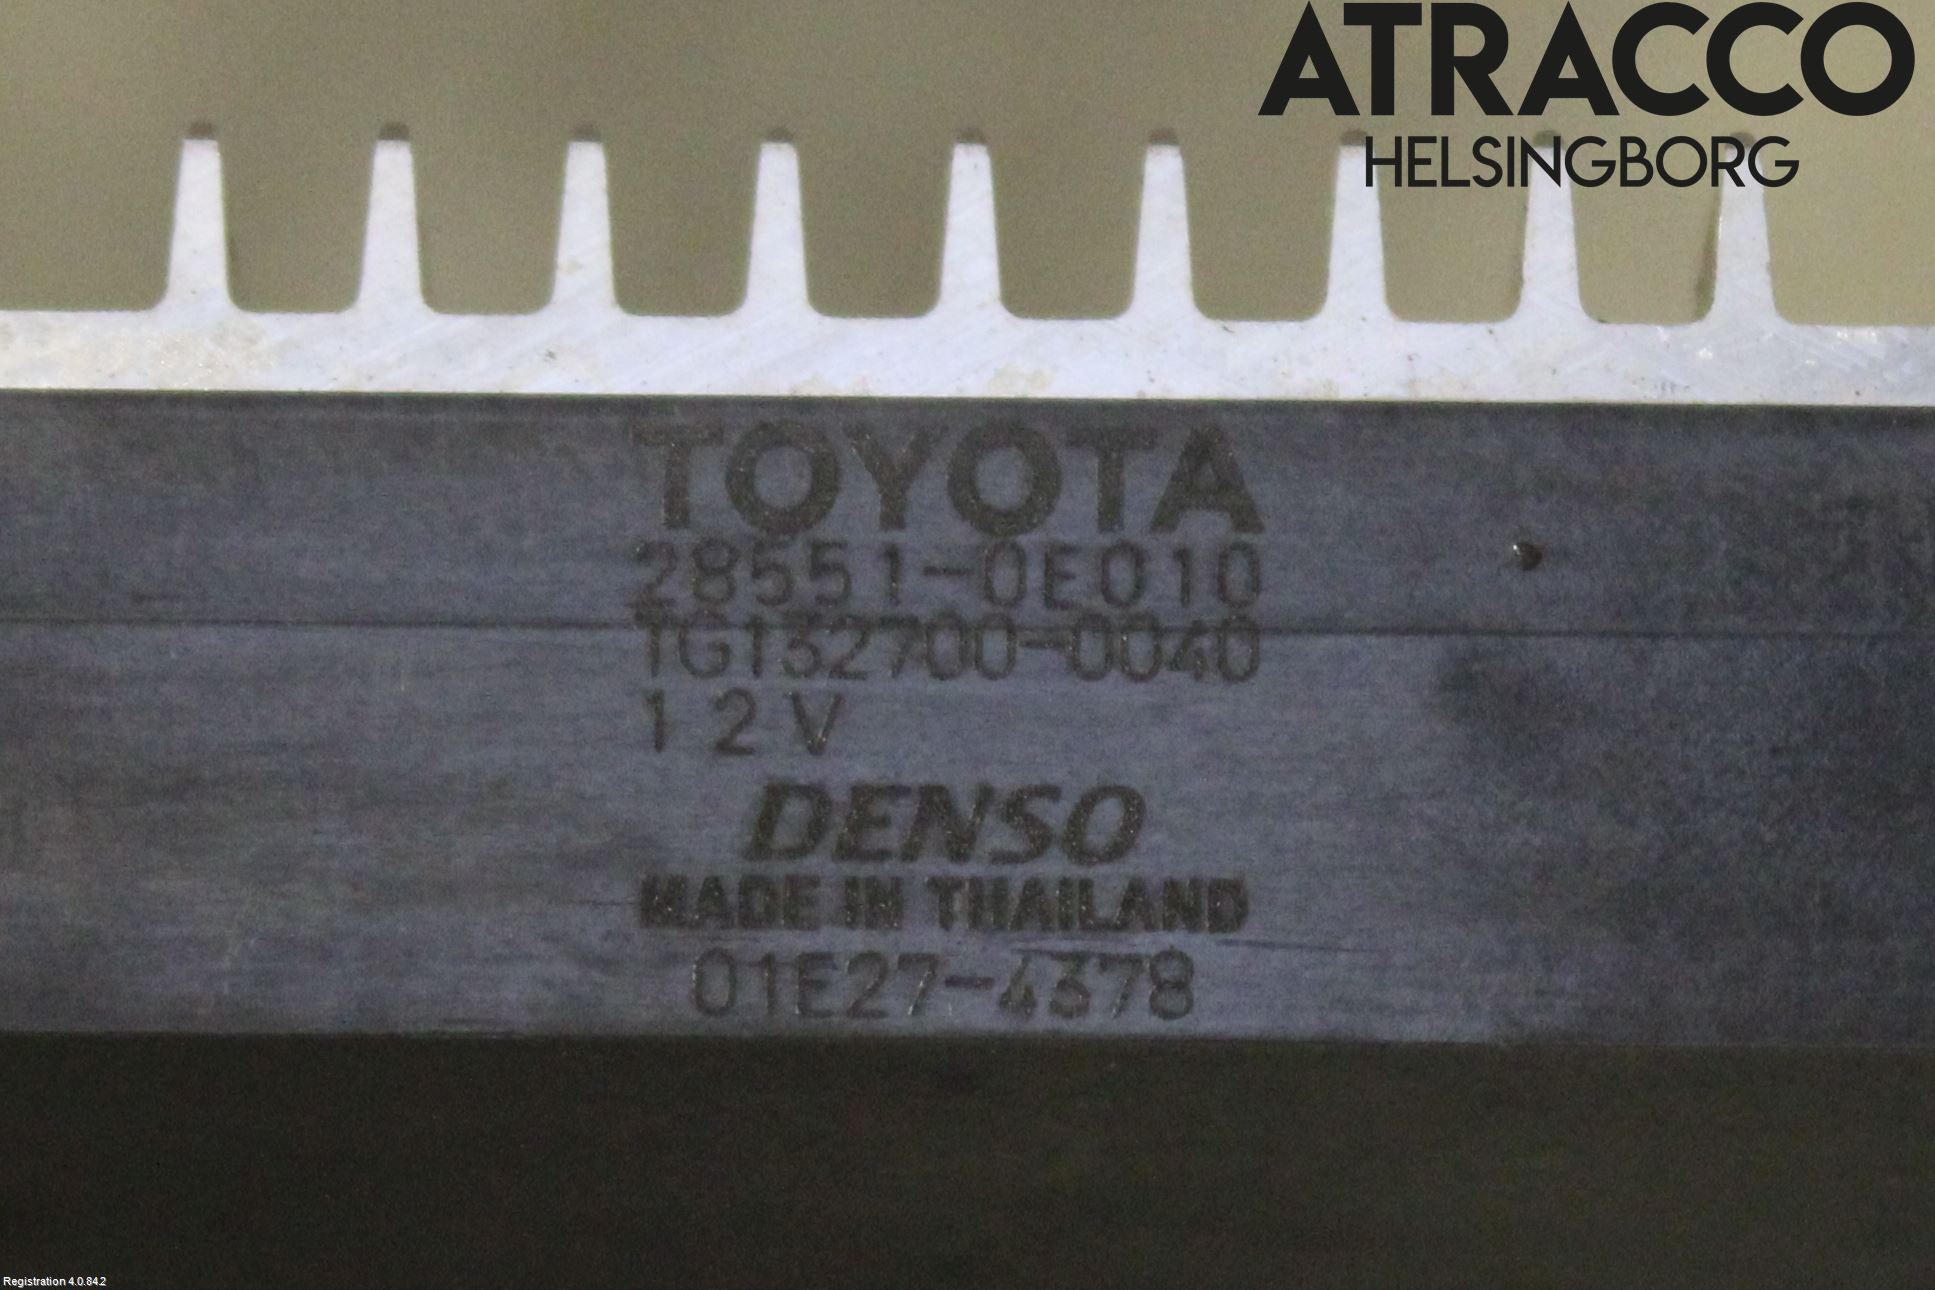 ATRACCO
HELSINGBORG
TOYOTA
28551-0E010
TG132700-0040
12V
DENSO
MADE IN THAILAND
01E27-4378
Registration 4.0.84.2